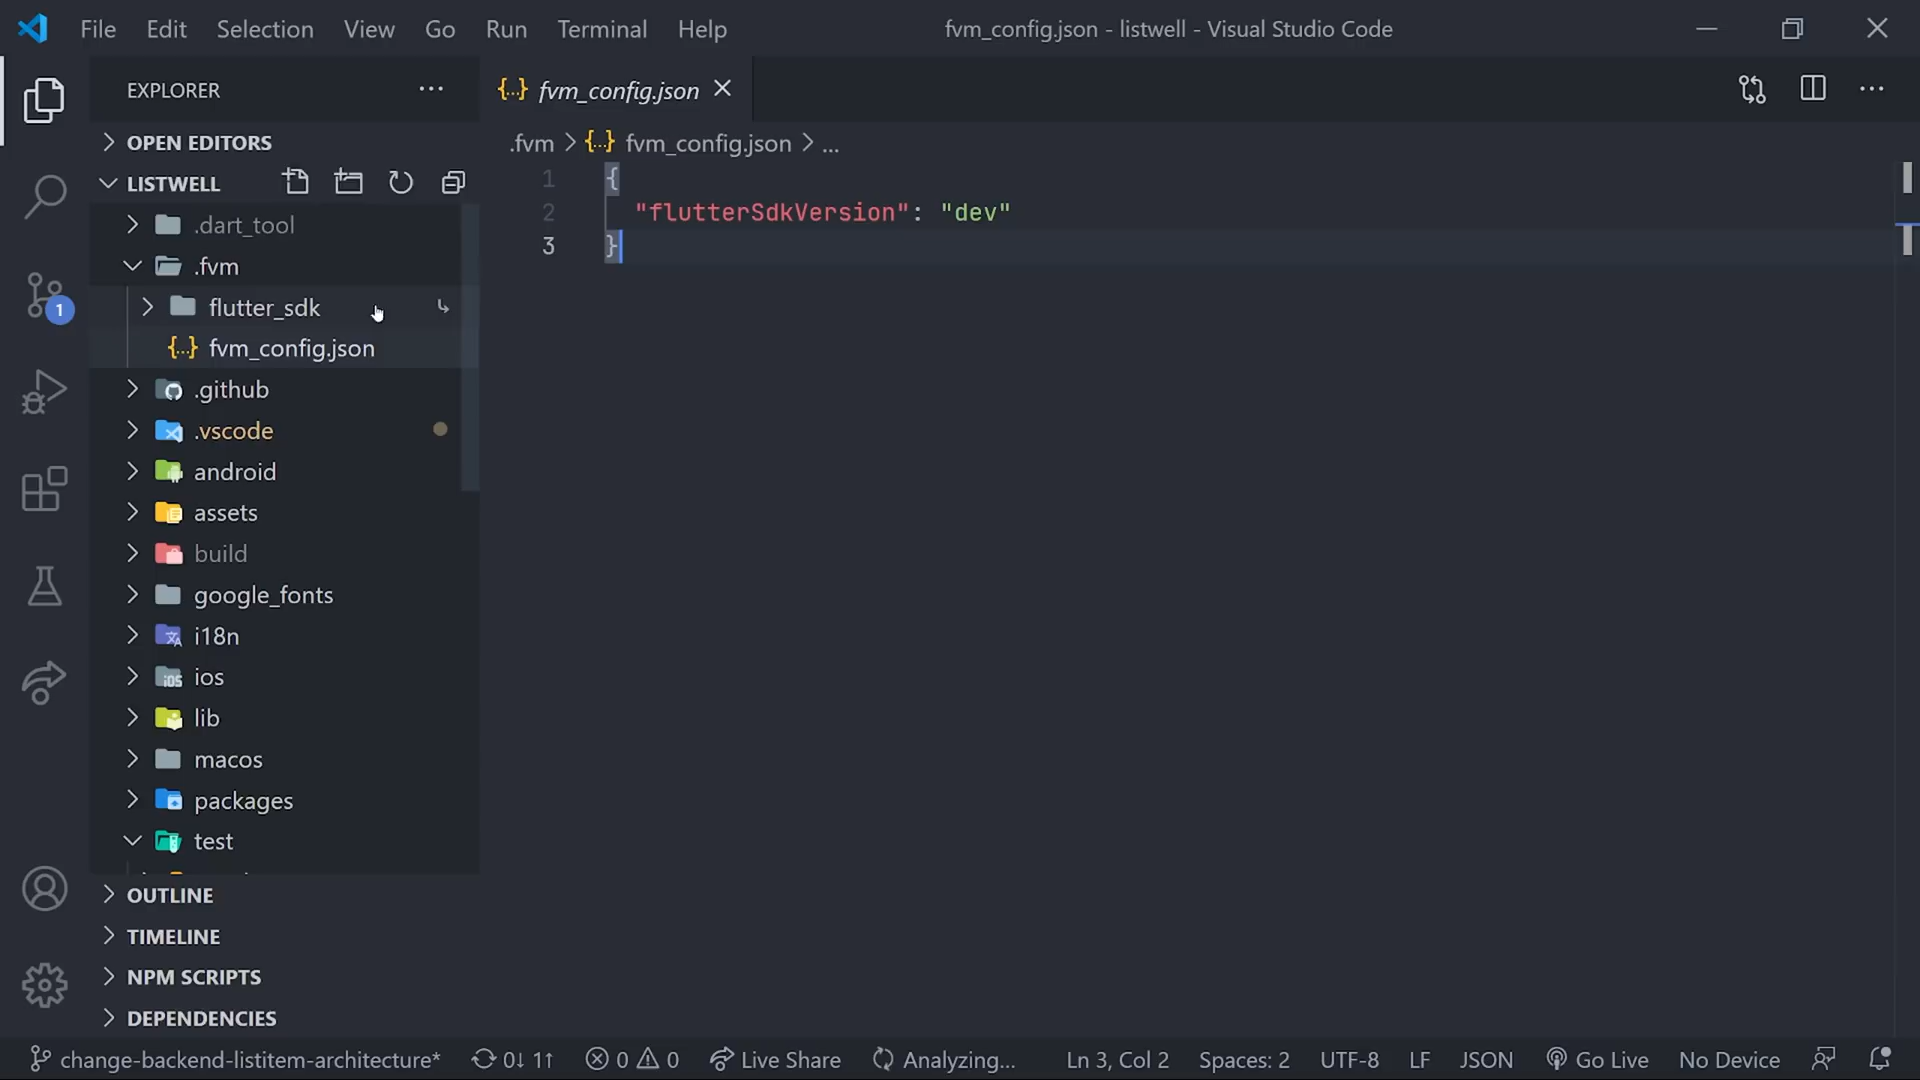 File Edit Selection View Go Run Terminal Help fvm_config.json - listwell - Visual Studio Code
EXPLORER
fvm_config.json
OPEN EDITORS
.fvm > {..} fvm_config.json > ...
LISTWELL
1 {
2 "flutterSdkVersion": "dev"
3 }
.dart_tool
.fvm
flutter_sdk
1
{..} fvm_config.json
.github
.vscode
android
assets
build
google_fonts
i18n
ios
lib
macos
packages
test
OUTLINE
TIMELINE
NPM SCRIPTS
DEPENDENCIES
change-backend-listitem-architecture* 0↓ 1↑ 0 0 Live Share Analyzing... Ln 3, Col 2 Spaces: 2 UTF-8 LF JSON Go Live No Device